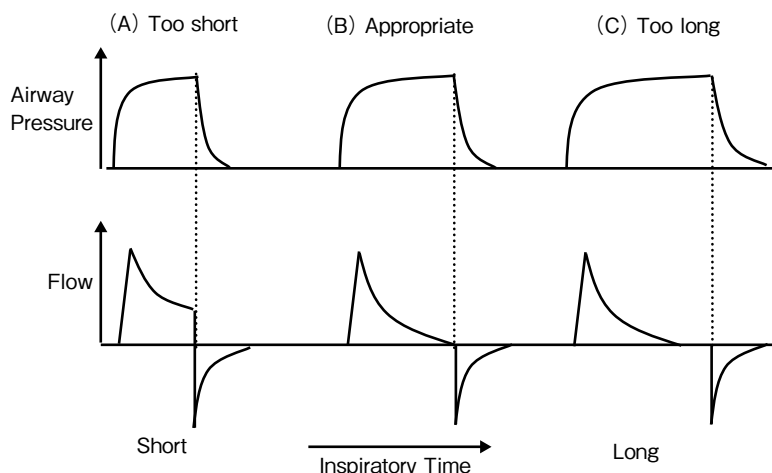 (A) Too short
(B) Appropriate
(C) Too long
Airway
Pressure
Flow
Short
Inspiratory Time
Long